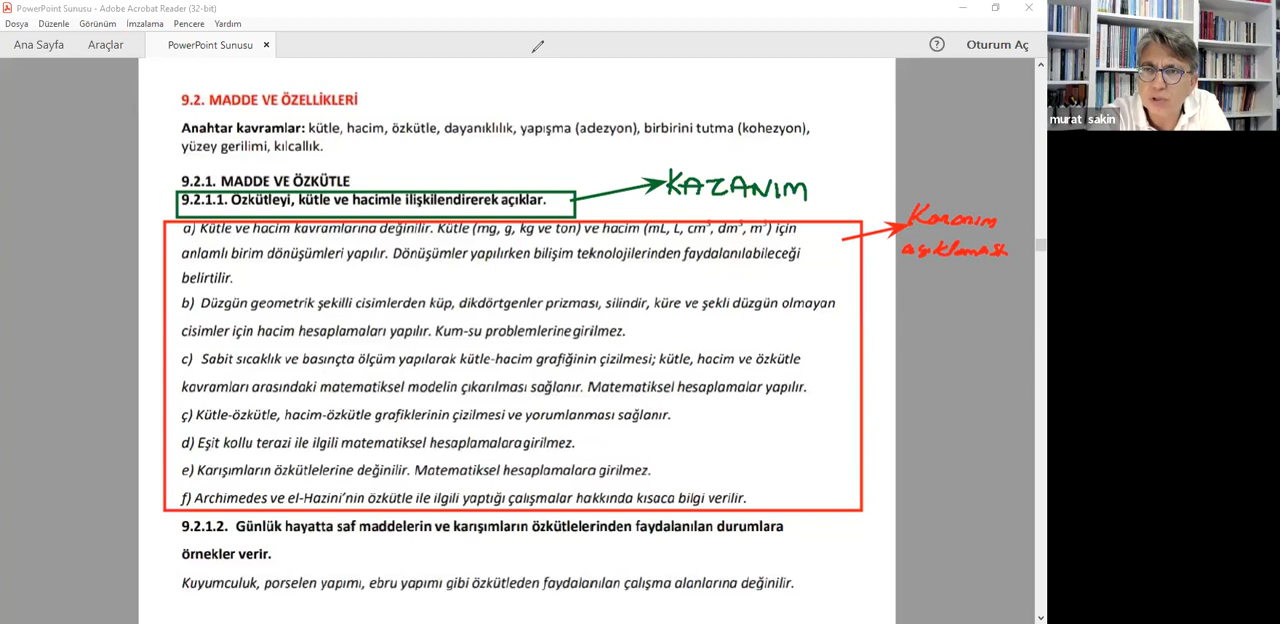 PowerPoint Sunusu - Adobe Acrobat Reader (32-bit)
Dosya Düzenle Görünüm İmzalama Pencere Yardım
Ana Sayfa Araçlar PowerPoint Sunusu × ? Oturum Aç
murat sakin
9.2. MADDE VE ÖZELLİKLERİ
Anahtar kavramlar: kütle, hacim, özkütle, dayanıklılık, yapışma (adezyon), birbirini tutma (kohezyon),
yüzey gerilimi, kılcallık.
9.2.1. MADDE VE ÖZKÜTLE
9.2.1.1. Özkütleyi, kütle ve hacimle ilişkilendirerek açıklar.
KAZANIM
a) Kütle ve hacim kavramlarına değinilir. Kütle (mg, g, kg ve ton) ve hacim (mL, L, cm³, dm³, m³) için
anlamlı birim dönüşümleri yapılır. Dönüşümler yapılırken bilişim teknolojilerinden faydalanılabileceği
belirtilir.
Kazanım
açıklaması
b) Düzgün geometrik şekilli cisimlerden küp, dikdörtgenler prizması, silindir, küre ve şekli düzgün olmayan
cisimler için hacim hesaplamaları yapılır. Kum-su problemlerine girilmez.
c) Sabit sıcaklık ve basınçta ölçüm yapılarak kütle-hacim grafiğinin çizilmesi; kütle, hacim ve özkütle
kavramları arasındaki matematiksel modelin çıkarılması sağlanır. Matematiksel hesaplamalar yapılır.
ç) Kütle-özkütle, hacim-özkütle grafiklerinin çizilmesi ve yorumlanması sağlanır.
d) Eşit kollu terazi ile ilgili matematiksel hesaplamalara girilmez.
e) Karışımların özkütlelerine değinilir. Matematiksel hesaplamalara girilmez.
f) Archimedes ve el-Hazini’nin özkütle ile ilgili yaptığı çalışmalar hakkında kısaca bilgi verilir.
9.2.1.2. Günlük hayatta saf maddelerin ve karışımların özkütlelerinden faydalanılan durumlara
örnekler verir.
Kuyumculuk, porselen yapımı, ebru yapımı gibi özkütleden faydalanılan çalışma alanlarına değinilir.